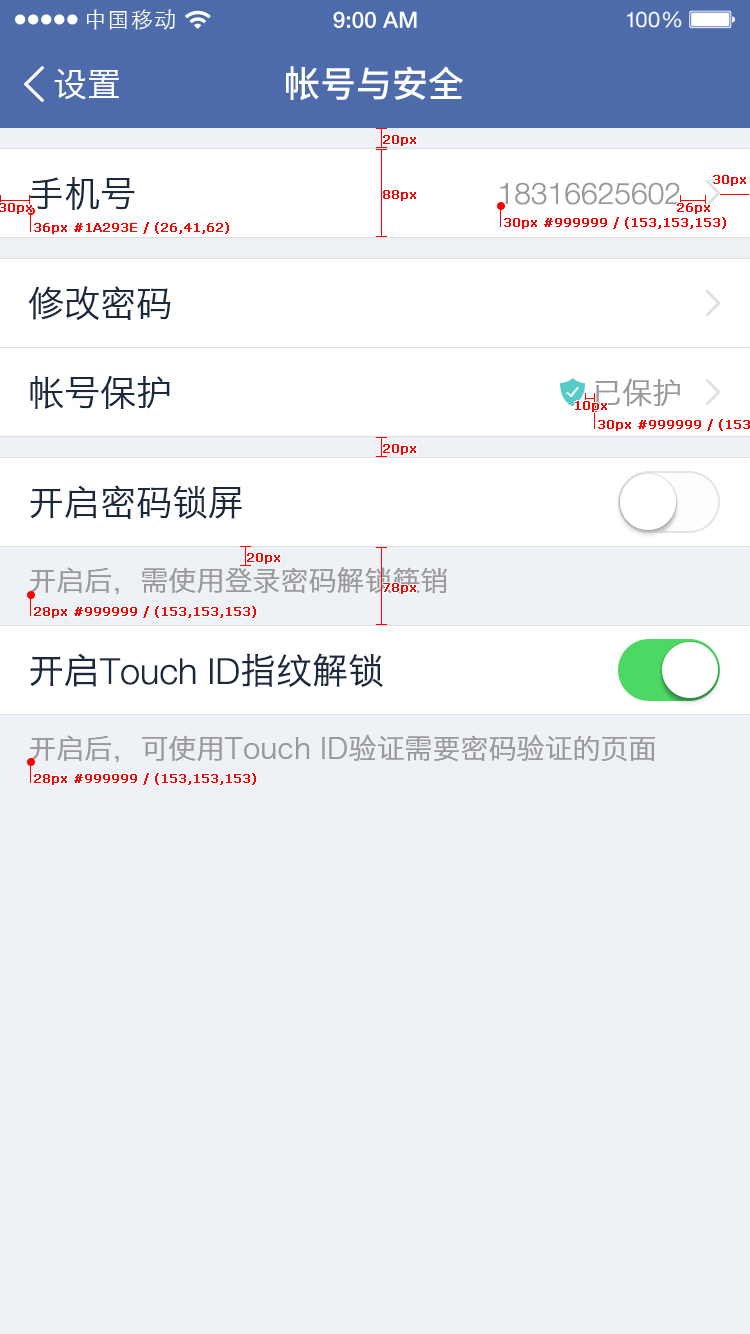 中国移动 9:00 AM 100%
设置 帐号与安全
20px
手机号 18316625602
88px
30px
30px
26px
36px #1A293E / (26,41,62)
30px #999999 / (153,153,153)
修改密码
帐号保护 已保护
10px
30px #999999 / (153
20px
开启密码锁屏
20px
开启后，需使用登录密码解锁筷销
78px
28px #999999 / (153,153,153)
开启Touch ID指纹解锁
开启后，可使用Touch ID验证需要密码验证的页面
28px #999999 / (153,153,153)